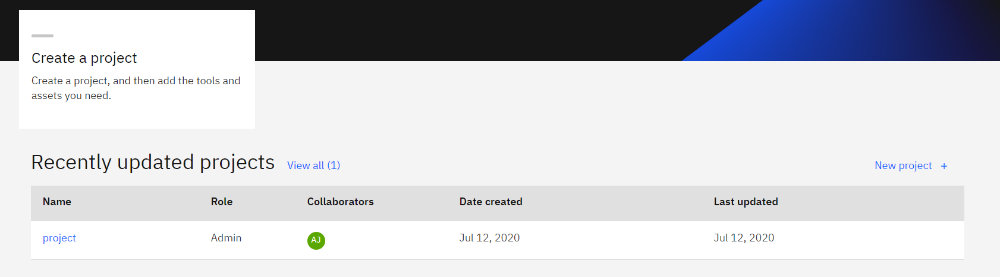 Create a project
Create a project, and then add the tools and
assets you need.
Recently updated projects View all (1) New project +
Name Role Collaborators Date created Last updated
project Admin AJ Jul 12, 2020 Jul 12, 2020